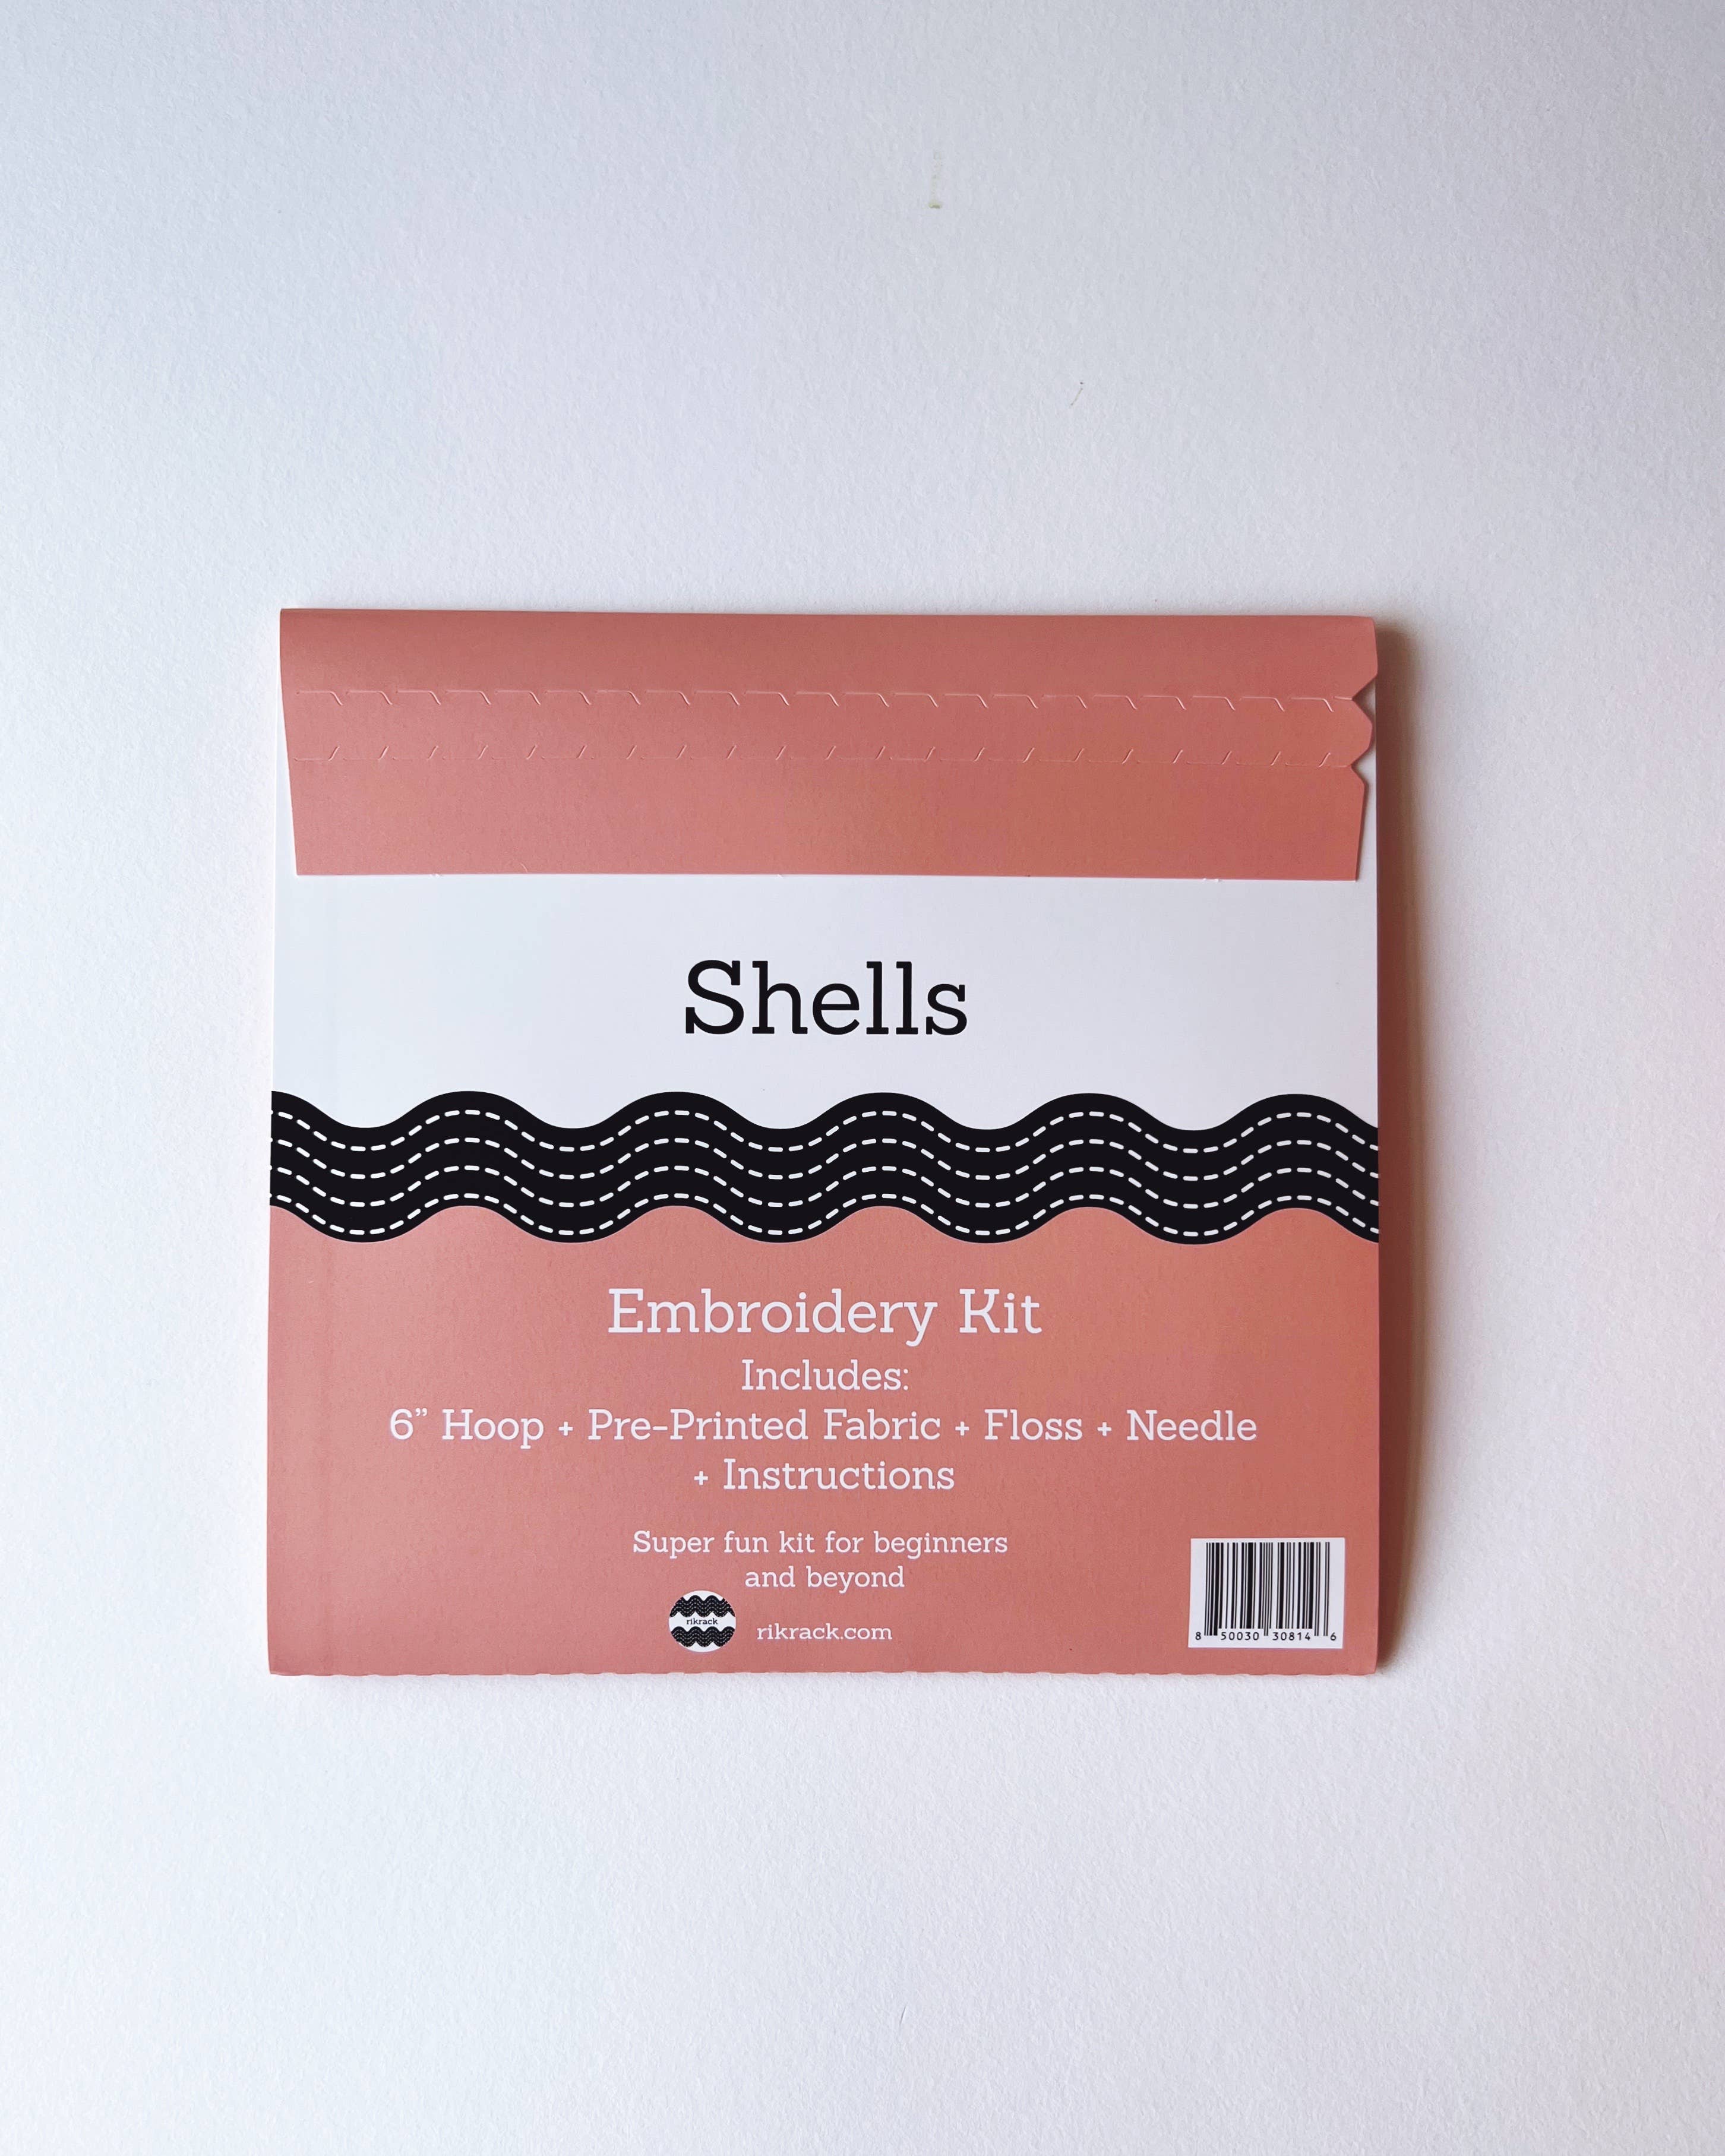 Shells
Embroidery Kit
Includes:
6” Hoop + Pre-Printed Fabric + Floss + Needle
+ Instructions
Super fun kit for beginners
and beyond
rikrack
rikrack.com
8 50030 30814 6